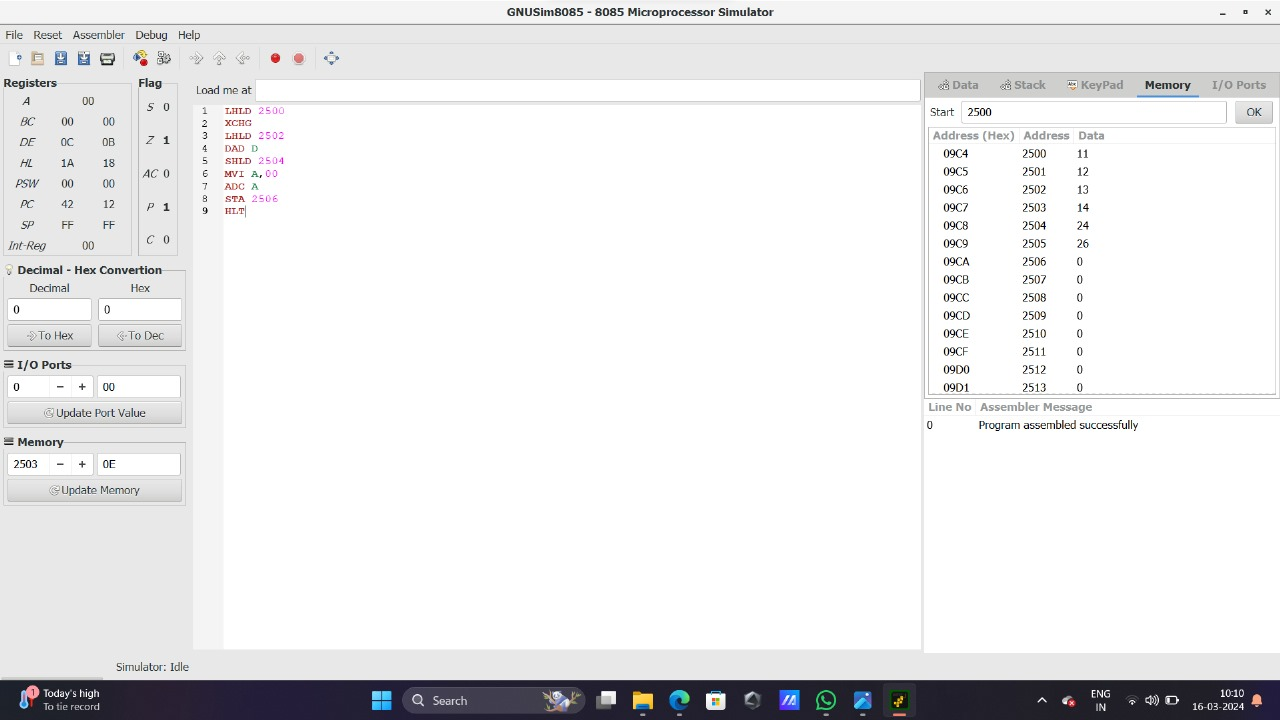 GNUSim8085 - 8085 Microprocessor Simulator
File Reset Assembler Debug Help
Registers
A 00
BC 00 00
DE 0C 0B
HL 1A 18
PSW 00 00
PC 42 12
SP FF FF
Int-Reg 00
Flag
S 0
Z 1
AC 0
P 1
C 0
Decimal - Hex Convertion
Decimal Hex
0 0
To Hex To Dec
I/O Ports
0 − + 00
Update Port Value
Memory
2503 − + 0E
Update Memory
Load me at
1 LHLD 2500
2 XCHG
3 LHLD 2502
4 DAD D
5 SHLD 2504
6 MVI A,00
7 ADC A
8 STA 2506
9 HLT
Data Stack KeyPad Memory I/O Ports
Start 2500 OK
Address (Hex) Address Data
09C4 2500 11
09C5 2501 12
09C6 2502 13
09C7 2503 14
09C8 2504 24
09C9 2505 26
09CA 2506 0
09CB 2507 0
09CC 2508 0
09CD 2509 0
09CE 2510 0
09CF 2511 0
09D0 2512 0
09D1 2513 0
Line No Assembler Message
0 Program assembled successfully
Simulator: Idle
1
Today's high
To tie record
Search
ENG
IN
10:10
16-03-2024